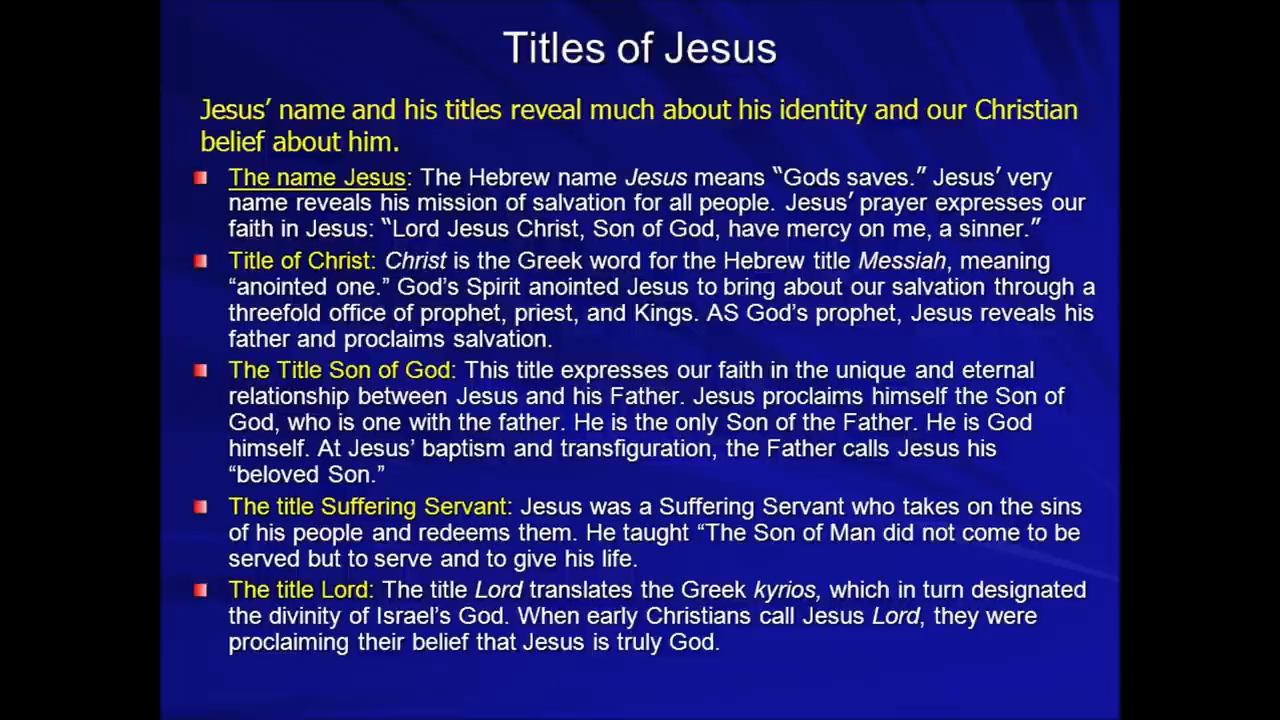 Titles of Jesus
Jesus’ name and his titles reveal much about his identity and our Christian
belief about him.
The name Jesus: The Hebrew name Jesus means “Gods saves.” Jesus’ very
name reveals his mission of salvation for all people. Jesus’ prayer expresses our
faith in Jesus: “Lord Jesus Christ, Son of God, have mercy on me, a sinner.”
Title of Christ: Christ is the Greek word for the Hebrew title Messiah, meaning
“anointed one.” God’s Spirit anointed Jesus to bring about our salvation through a
threefold office of prophet, priest, and Kings. AS God’s prophet, Jesus reveals his
father and proclaims salvation.
The Title Son of God: This title expresses our faith in the unique and eternal
relationship between Jesus and his Father. Jesus proclaims himself the Son of
God, who is one with the father. He is the only Son of the Father. He is God
himself. At Jesus’ baptism and transfiguration, the Father calls Jesus his
“beloved Son.”
The title Suffering Servant: Jesus was a Suffering Servant who takes on the sins
of his people and redeems them. He taught “The Son of Man did not come to be
served but to serve and to give his life.
The title Lord: The title Lord translates the Greek kyrios, which in turn designated
the divinity of Israel’s God. When early Christians call Jesus Lord, they were
proclaiming their belief that Jesus is truly God.